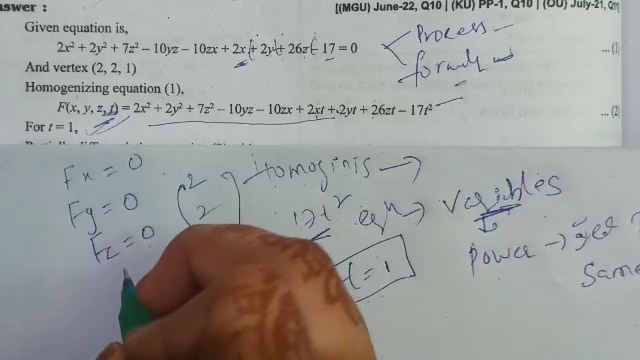 nswer : [(MGU) June-22, Q10 | (KU) PP-1, Q10 | (OU) July-21, Q11
Given equation is,
2x² + 2y² + 7z² − 10yz − 10zx + 2x + 2y + 26z − 17 = 0 ... (1)
Process
formula
And vertex (2, 2, 1)
Homogenizing equation (1),
F(x, y, z, t) = 2x² + 2y² + 7z² − 10yz − 10zx + 2xt + 2yt + 26zt − 17t² ... (2)
For t = 1,
Fx = 0
Homoginis →
Fy = 0
2
2
17t² eqn → Variables
Fz = 0
t = 1
Power → get
Same